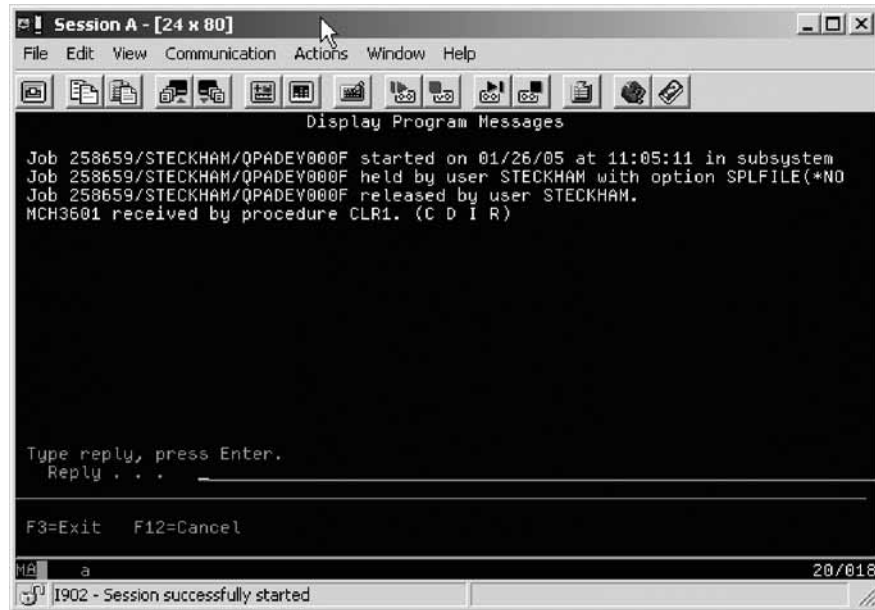 Session A - [24 x 80]
File Edit View Communication Actions Window Help
Display Program Messages
Job 258659/STECKHAM/QPADEV000F started on 01/26/05 at 11:05:11 in subsystem
Job 258659/STECKHAM/QPADEV000F held by user STECKHAM with option SPLFILE(*NO
Job 258659/STECKHAM/QPADEV000F released by user STECKHAM.
MCH3601 received by procedure CLR1. (C D I R)
Type reply, press Enter.
Reply . . . _
F3=Exit F12=Cancel
MA a 20/018
I902 - Session successfully started